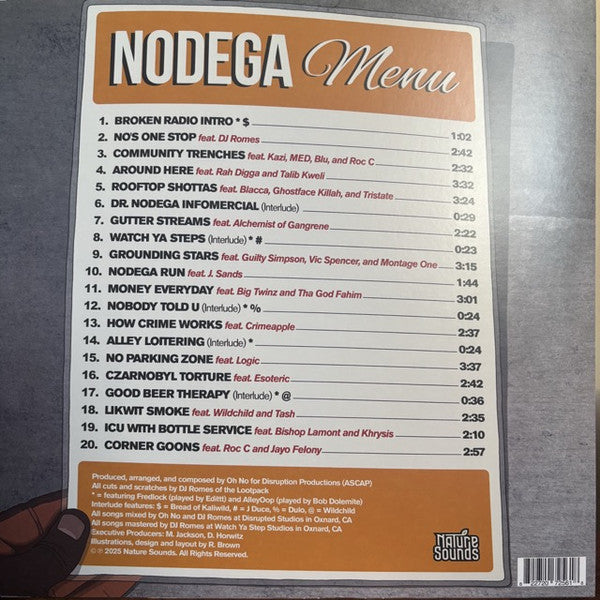 NODEGA Menu
1. BROKEN RADIO INTRO * $ 1:02
2. NO'S ONE STOP feat. DJ Romes 2:42
3. COMMUNITY TRENCHES feat. Kazi, MED, Blu, and Roc C 2:32
4. AROUND HERE feat. Rah Digga and Talib Kweli 3:32
5. ROOFTOP SHOTTAS feat. Blacca, Ghostface Killah, and Tristate 3:24
6. DR. NODEGA INFOMERCIAL (Interlude) 0:29
7. GUTTER STREAMS feat. Alchemist of Gangrene 2:22
8. WATCH YA STEPS (Interlude) * # 0:23
9. GROUNDING STARS feat. Guilty Simpson, Vic Spencer, and Montage One 3:15
10. NODEGA RUN feat. J. Sands 1:44
11. MONEY EVERYDAY feat. Big Twinz and Tha God Fahim 3:01
12. NOBODY TOLD U (Interlude) * % 0:24
13. HOW CRIME WORKS feat. Crimeapple 2:37
14. ALLEY LOITERING (Interlude) * 0:24
15. NO PARKING ZONE feat. Logic 3:37
16. CZARNOBYL TORTURE feat. Esoteric 2:42
17. GOOD BEER THERAPY (Interlude) * @ 0:36
18. LIKWIT SMOKE feat. Wildchild and Tash 2:35
19. ICU WITH BOTTLE SERVICE feat. Bishop Lamont and Khrysis 2:10
20. CORNER GOONS feat. Roc C and Jayo Felony 2:57
Produced, arranged, and composed by Oh No for Disruption Productions (ASCAP)
All cuts and scratches by DJ Romes of the Lootpack
* = featuring Fredlock (played by Editt) and AlleyOop (played by Bob Dolemite)
Interlude features: $ = Bread of Kaliwild, # = J Duce, % = Duio, @ = Wildchild
All songs mixed by Oh No and DJ Romes at Disrupted Studios in Oxnard, CA
All songs mastered by DJ Romes at Watch Ya Step Studios in Oxnard, CA
Executive Producers: M. Jackson, D. Horwitz
Illustrations, design and layout by R. Brown
© ℗ 2025 Nature Sounds. All Rights Reserved.
NATURE
SOUNDS